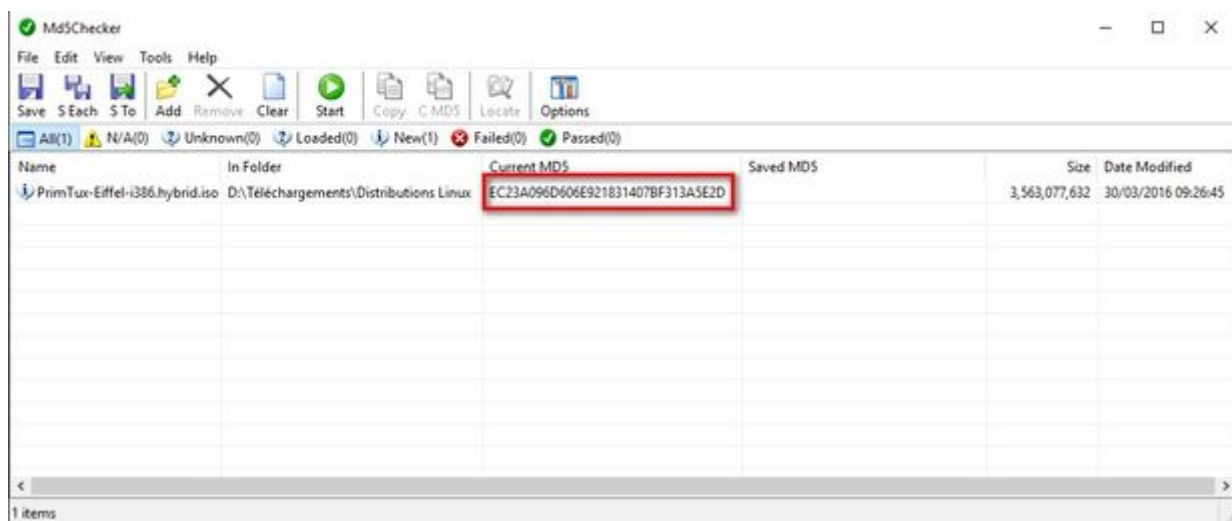 Md5Checker
File Edit View Tools Help
Save S Each S To Add Remove Clear Start Copy C MD5 Locate Options
All(1) N/A(0) Unknown(0) Loaded(0) New(1) Failed(0) Passed(0)
Name In Folder Current MD5 Saved MD5 Size Date Modified
PrimTux-Eiffel-i386.hybrid.iso D:\Téléchargements\Distributions Linux EC23A096D606E921831407BF313A5E2D 3,563,077,632 30/03/2016 09:26:45
1 items